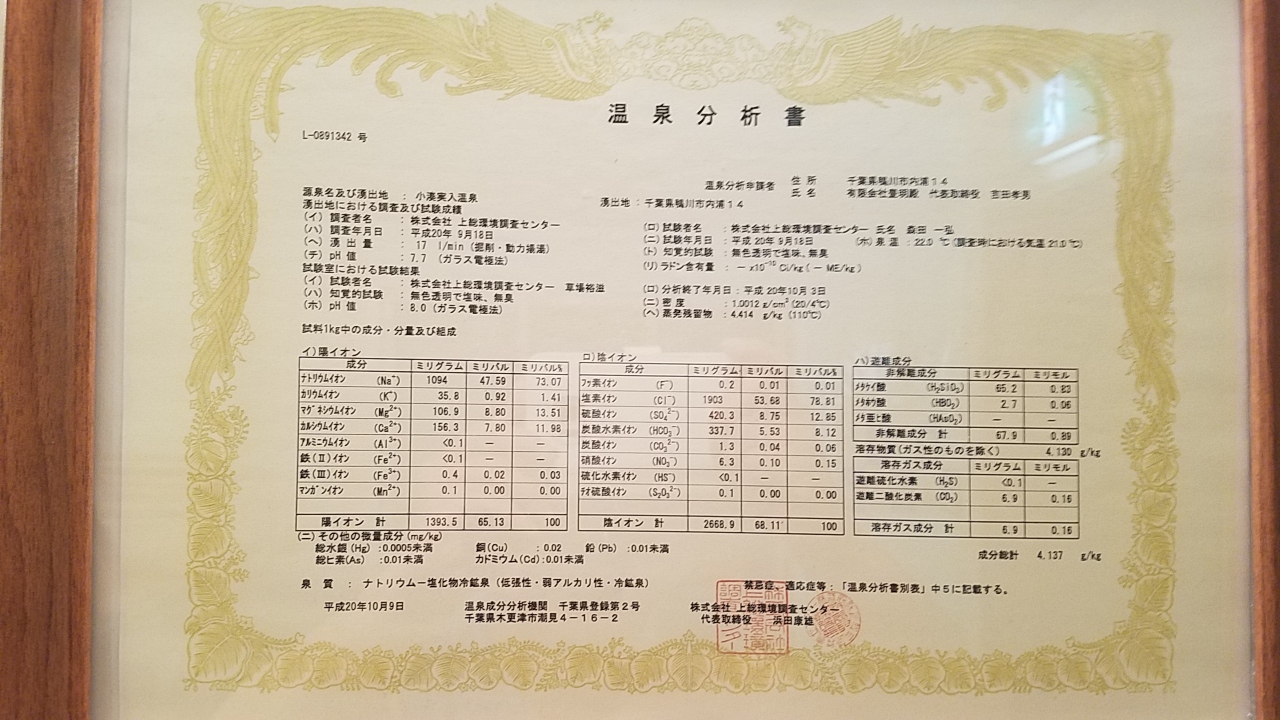 温泉分析書
L-0891342 号
温泉分析申請者 住所 千葉県鴨川市内浦14
氏名 有限会社豊明殿 代表取締役 吉田孝男
源泉名及び湧出地 : 小湊実入温泉
湧出地 : 千葉県鴨川市内浦14
湧出地における調査及び試験成績
(イ) 調査者名 : 株式会社 上総環境調査センター
(ロ) 試験者名 : 株式会社上総環境調査センター 氏名 森田 一弘
(ハ) 調査年月日 : 平成20年 9月18日
(ニ) 試験年月日 : 平成 20年 9月18日
(ホ) 泉温 : 22.0 ℃ (調査時における気温 21.0℃)
(ヘ) 湧出量 : 17 l/min (掘削・動力揚湯)
(ト) 知覚的試験 : 無色透明で塩味、無臭
(チ) pH値 : 7.7 (ガラス電極法)
(リ) ラドン含有量 : ― x10⁻¹⁰ Ci/kg (― ME/kg)
試験室における試験結果
(イ) 試験者名 : 株式会社上総環境調査センター 草場裕滋
(ロ) 分析終了年月日 : 平成 20年10月 3日
(ハ) 知覚的試験 : 無色透明で塩味、無臭
(ニ) 密度 : 1.0012 g/cm³ (20/4℃)
(ホ) pH値 : 8.0 (ガラス電極法)
(ヘ) 蒸発残留物 : 4.414 g/kg (110℃)
試料1kg中の成分・分量及び組成
イ) 陽イオン
成分 ミリグラム ミリバル ミリバル%
ナトリウムイオン (Na⁺) 1094 47.59 73.07
カリウムイオン (K⁺) 35.8 0.92 1.41
マグネシウムイオン (Mg²⁺) 106.9 8.80 13.51
カルシウムイオン (Ca²⁺) 156.3 7.80 11.98
アルミニウムイオン (Al³⁺) <0.1 ― ―
鉄(Ⅱ)イオン (Fe²⁺) <0.1 ― ―
鉄(Ⅲ)イオン (Fe³⁺) 0.4 0.02 0.03
マンガンイオン (Mn²⁺) 0.1 0.00 0.00
陽イオン 計 1393.5 65.13 100
ロ) 陰イオン
成分 ミリグラム ミリバル ミリバル%
フッ素イオン (F⁻) 0.2 0.01 0.01
塩素イオン (Cl⁻) 1903 53.68 78.81
硫酸イオン (SO₄²⁻) 420.3 8.75 12.85
炭酸水素イオン (HCO₃⁻) 337.7 5.53 8.12
炭酸イオン (CO₃²⁻) 1.3 0.04 0.06
硝酸イオン (NO₃⁻) 6.3 0.10 0.15
硫化水素イオン (HS⁻) <0.1 ― ―
チオ硫酸イオン (S₂O₃²⁻) 0.1 0.00 0.00
陰イオン 計 2668.9 68.11 100
ハ) 遊離成分
非解離成分 ミリグラム ミリモル
メタケイ酸 (H₂SiO₃) 65.2 0.83
メタホウ酸 (HBO₂) 2.7 0.06
メタ亜ヒ酸 (HAsO₂) ― ―
非解離成分 計 67.9 0.89
溶存物質(ガス性のものを除く) 4.130 g/kg
溶存ガス成分 ミリグラム ミリモル
遊離硫化水素 (H₂S) <0.1 ―
遊離二酸化炭素 (CO₂) 6.9 0.16
溶存ガス成分 計 6.9 0.16
成分総計 4.137 g/kg
(ニ) その他の微量成分 (mg/kg)
総水銀 (Hg) : 0.0005未満 銅(Cu) : 0.02 鉛 (Pb) : 0.01未満
総ヒ素(As) : 0.01未満 カドミウム(Cd) : 0.01未満
泉質 : ナトリウム－塩化物冷鉱泉 (低張性・弱アルカリ性・冷鉱泉)
禁忌症、適応症等 : 「温泉分析書別表」中5に記載する。
平成20年10月9日 温泉成分分析機関 千葉県登録第2号 株式会社 上総環境調査センター
千葉県木更津市潮見4－16－2 代表取締役 浜田康雄